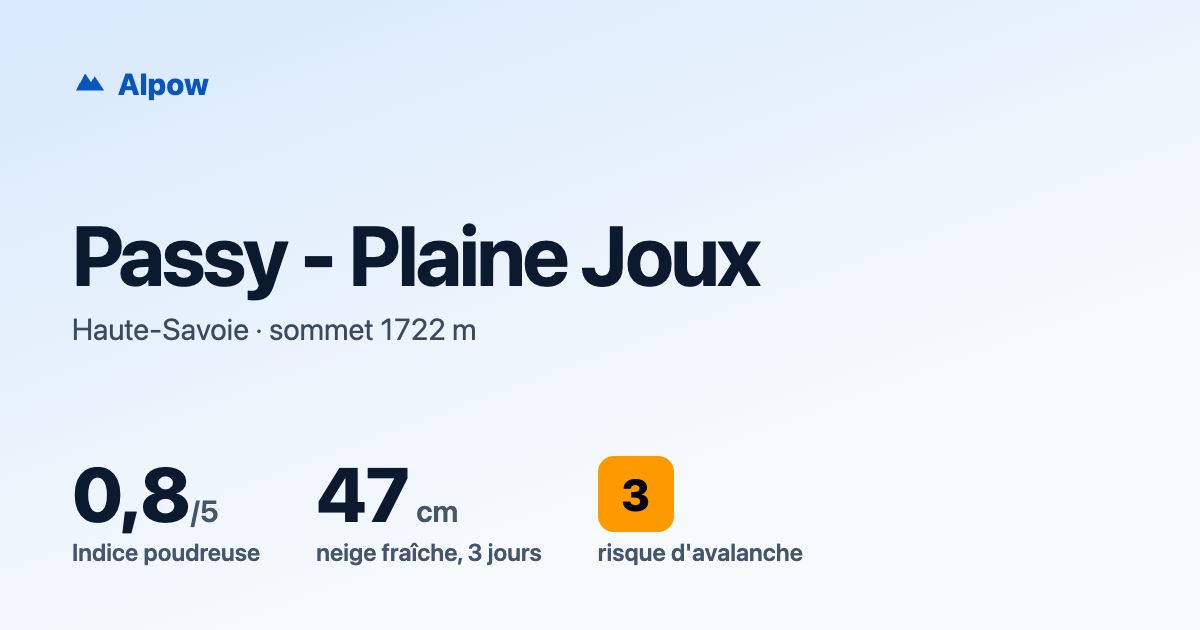 Alpow
Passy - Plaine Joux
Haute-Savoie · sommet 1722 m
0,8/5
Indice poudreuse
47 cm
neige fraîche, 3 jours
3
risque d'avalanche